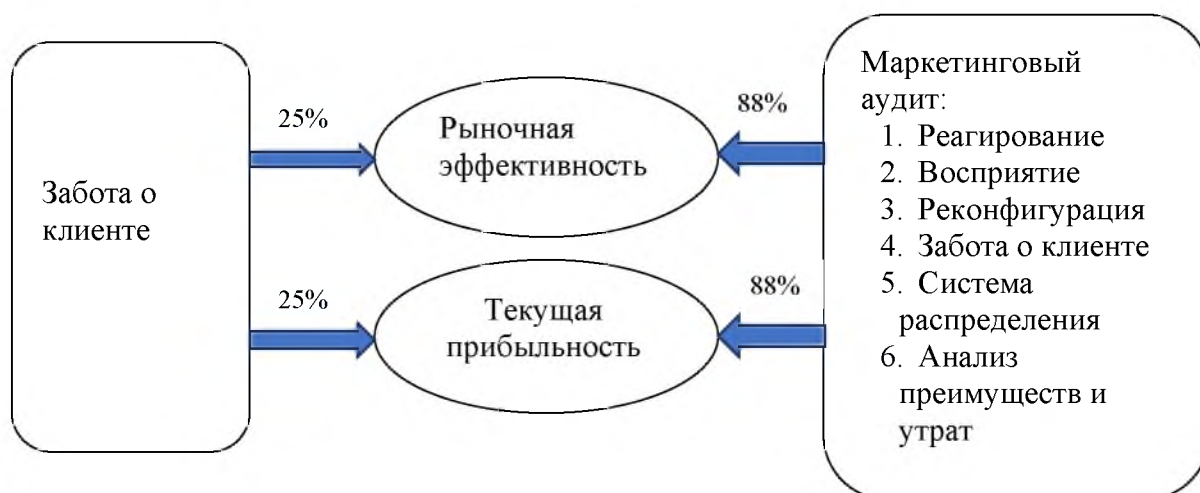 Забота о
клиенте
25%
25%
Рыночная
эффективность
Текущая
прибыльность
88%
88%
Маркетинговый
аудит:
1. Реагирование
2. Восприятие
3. Реконфигурация
4. Забота о клиенте
5. Система
распределения
6. Анализ
преимуществ и
утрат